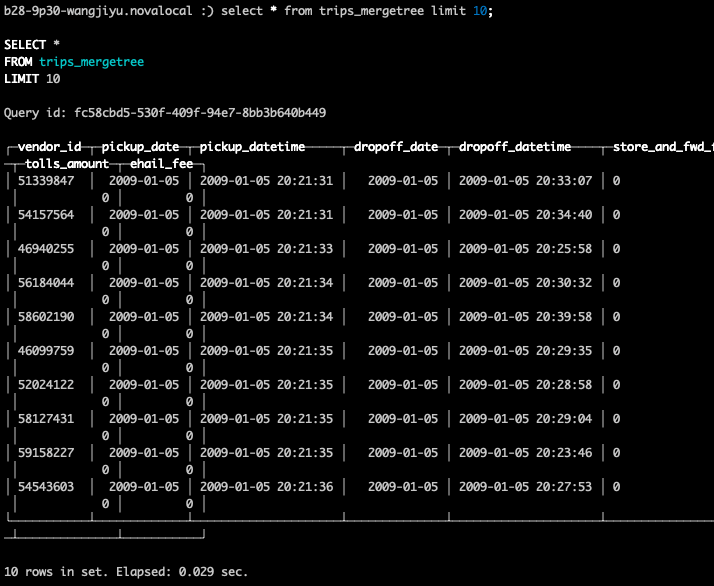 b28-9p30-wangjiyu.novalocal :) select * from trips_mergetree limit 10;
SELECT *
FROM trips_mergetree
LIMIT 10
Query id: fc58cbd5-530f-409f-94e7-8bb3b640b449
vendor_id pickup_date pickup_datetime dropoff_date dropoff_datetime store_and_fwd_f
tolls_amount ehail_fee
51339847 2009-01-05 2009-01-05 20:21:31 2009-01-05 2009-01-05 20:33:07 0
0 0
54157564 2009-01-05 2009-01-05 20:21:31 2009-01-05 2009-01-05 20:34:40 0
0 0
46940255 2009-01-05 2009-01-05 20:21:33 2009-01-05 2009-01-05 20:25:58 0
0 0
56184044 2009-01-05 2009-01-05 20:21:34 2009-01-05 2009-01-05 20:30:32 0
0 0
58602190 2009-01-05 2009-01-05 20:21:34 2009-01-05 2009-01-05 20:39:58 0
0 0
46099759 2009-01-05 2009-01-05 20:21:35 2009-01-05 2009-01-05 20:29:35 0
0 0
52024122 2009-01-05 2009-01-05 20:21:35 2009-01-05 2009-01-05 20:28:58 0
0 0
58127431 2009-01-05 2009-01-05 20:21:35 2009-01-05 2009-01-05 20:29:04 0
0 0
59158227 2009-01-05 2009-01-05 20:21:35 2009-01-05 2009-01-05 20:23:46 0
0 0
54543603 2009-01-05 2009-01-05 20:21:36 2009-01-05 2009-01-05 20:27:53 0
0 0
10 rows in set. Elapsed: 0.029 sec.